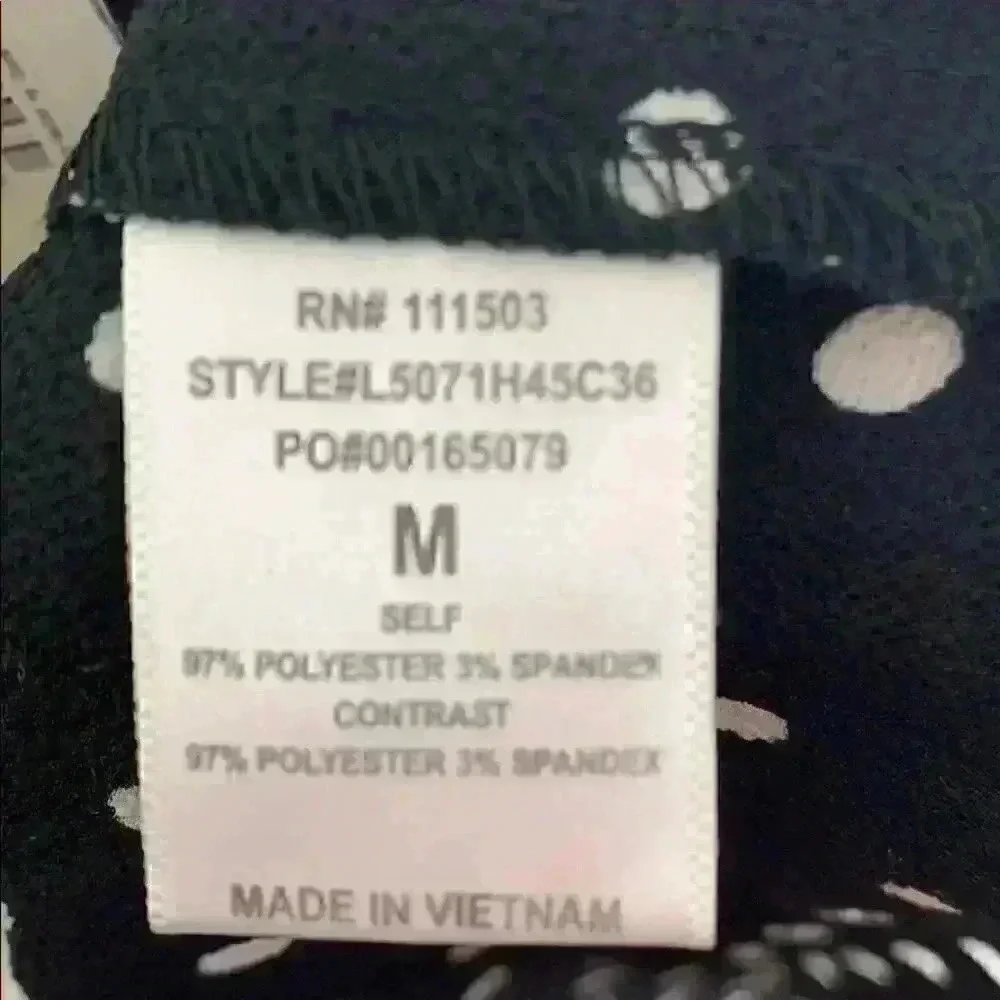 RN# 111503
STYLE#L5071H45C36
PO#00165079
M
SELF
97% POLYESTER 3% SPANDEX
CONTRAST
97% POLYESTER 3% SPANDEX
MADE IN VIETNAM